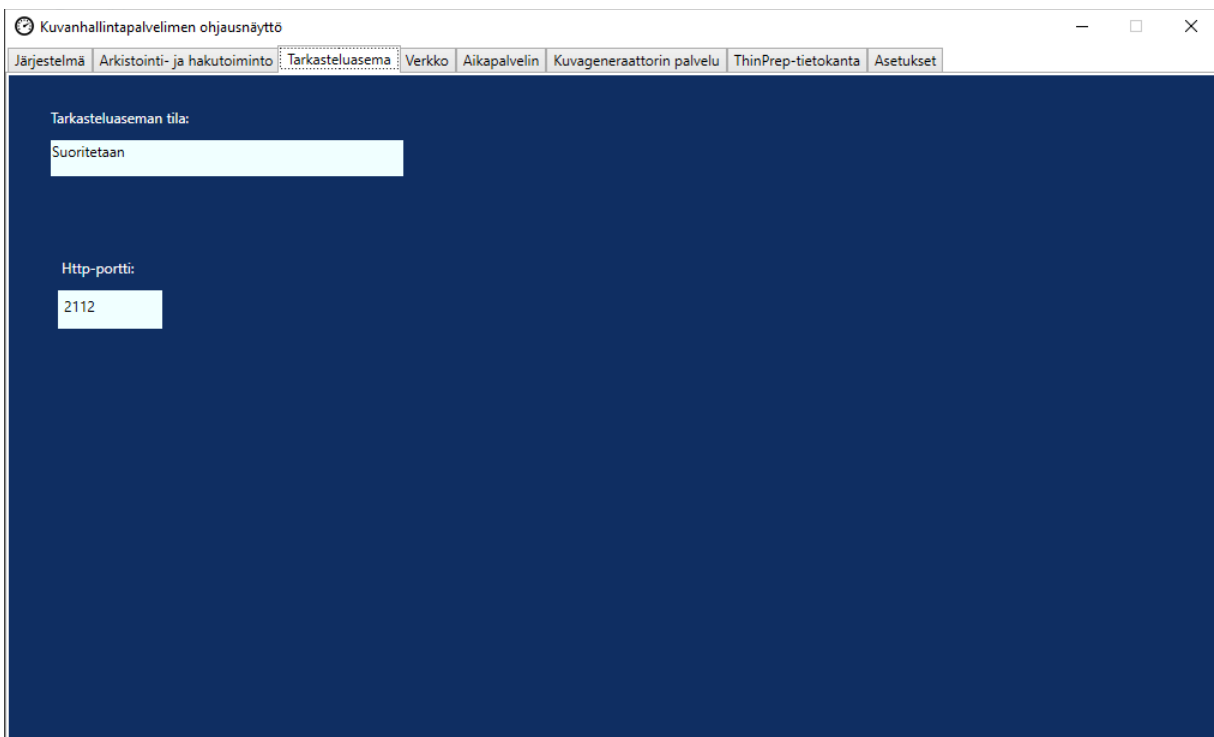 Kuvanhallintapalvelimen ohjausnäyttö
Järjestelmä Arkistointi- ja hakutoiminto Tarkasteluasema Verkko Aikapalvelin Kuvageneraattorin palvelu ThinPrep-tietokanta Asetukset
Tarkasteluaseman tila:
Suoritetaan
Http-portti:
2112